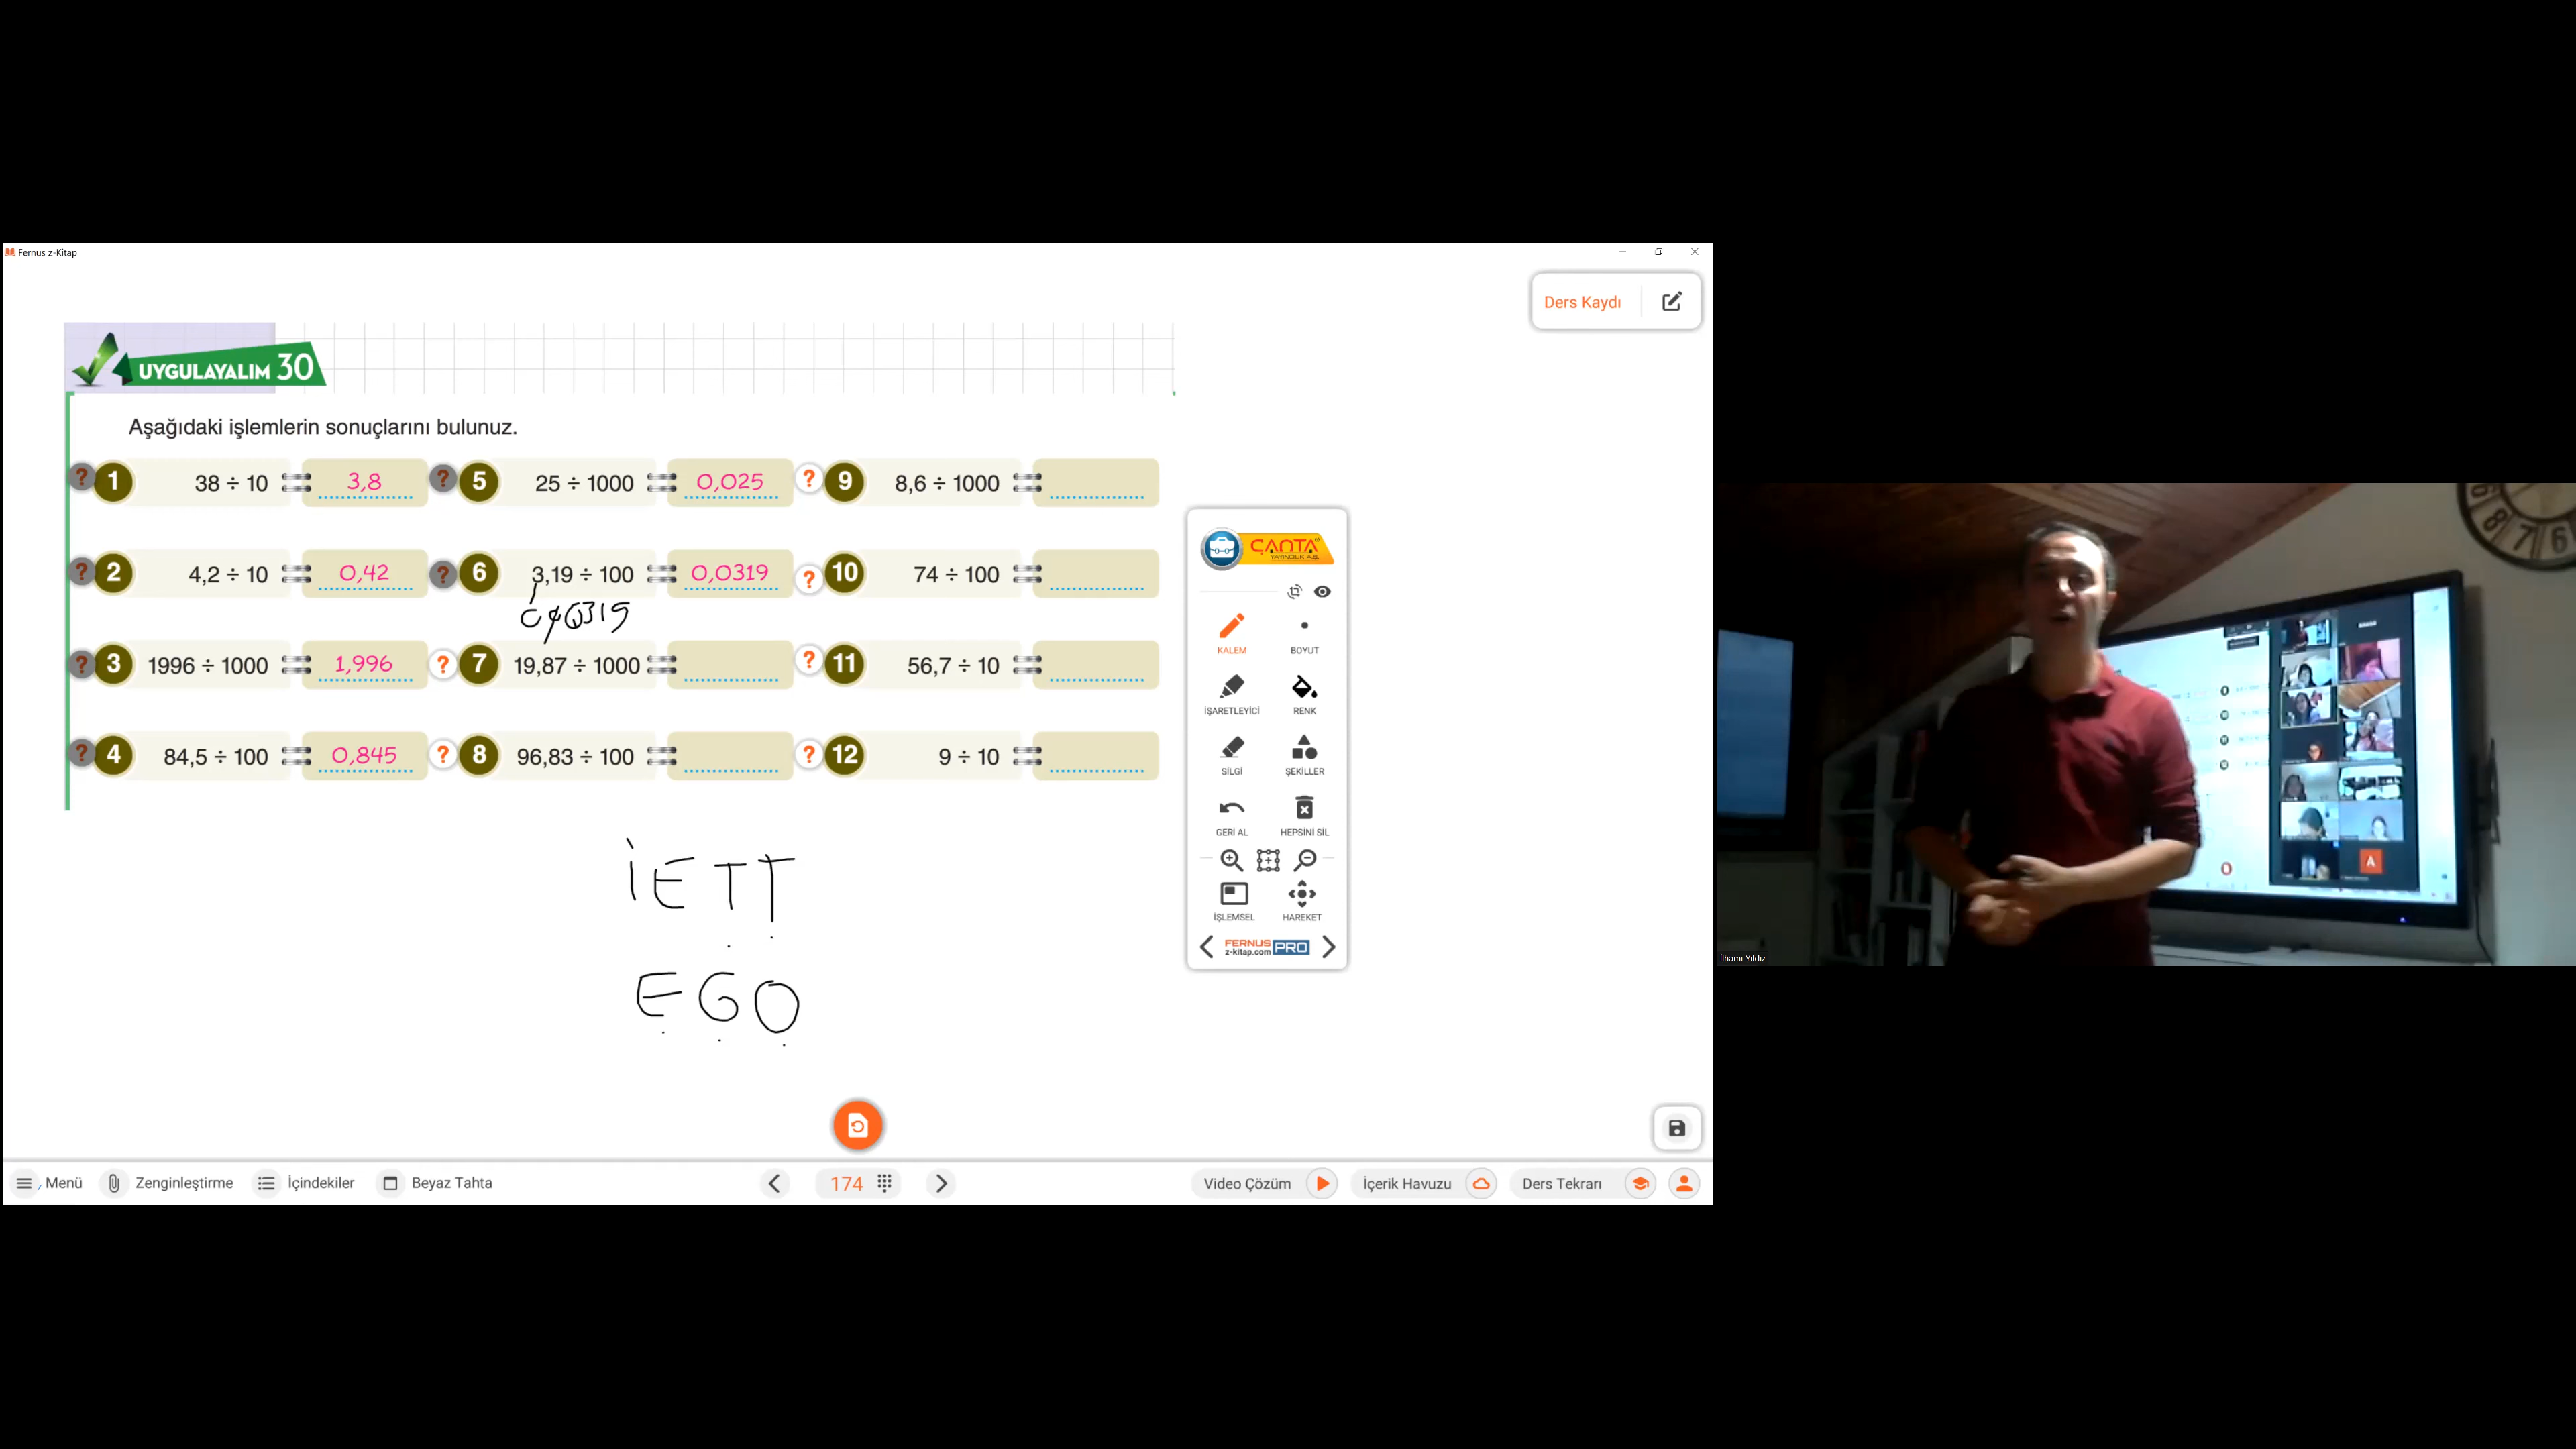 Fernus z-Kitap
Ders Kaydı
UYGULAYALIM 30
Aşağıdaki işlemlerin sonuçlarını bulunuz.
? 1 38 ÷ 10 = 3,8
? 5 25 ÷ 1000 = 0,025
? 9 8,6 ÷ 1000 =
? 2 4,2 ÷ 10 = 0,42
? 6 3,19 ÷ 100 = 0,0319
? 10 74 ÷ 100 =
? 3 1996 ÷ 1000 = 1,996
? 7 19,87 ÷ 1000 =
? 11 56,7 ÷ 10 =
? 4 84,5 ÷ 100 = 0,845
? 8 96,83 ÷ 100 =
? 12 9 ÷ 10 =
İETT
EGO
ÇANTA
YAYINCILIK A.Ş.
KALEM BOYUT
İŞARETLEYİCİ RENK
SİLGİ ŞEKİLLER
GERİ AL HEPSİNİ SİL
İŞLEMSEL HAREKET
FERNUS PRO
z-kitap.com
Menü Zenginleştirme İçindekiler Beyaz Tahta 174 Video Çözüm İçerik Havuzu Ders Tekrarı
İlhami Yıldız
A
8 7 6